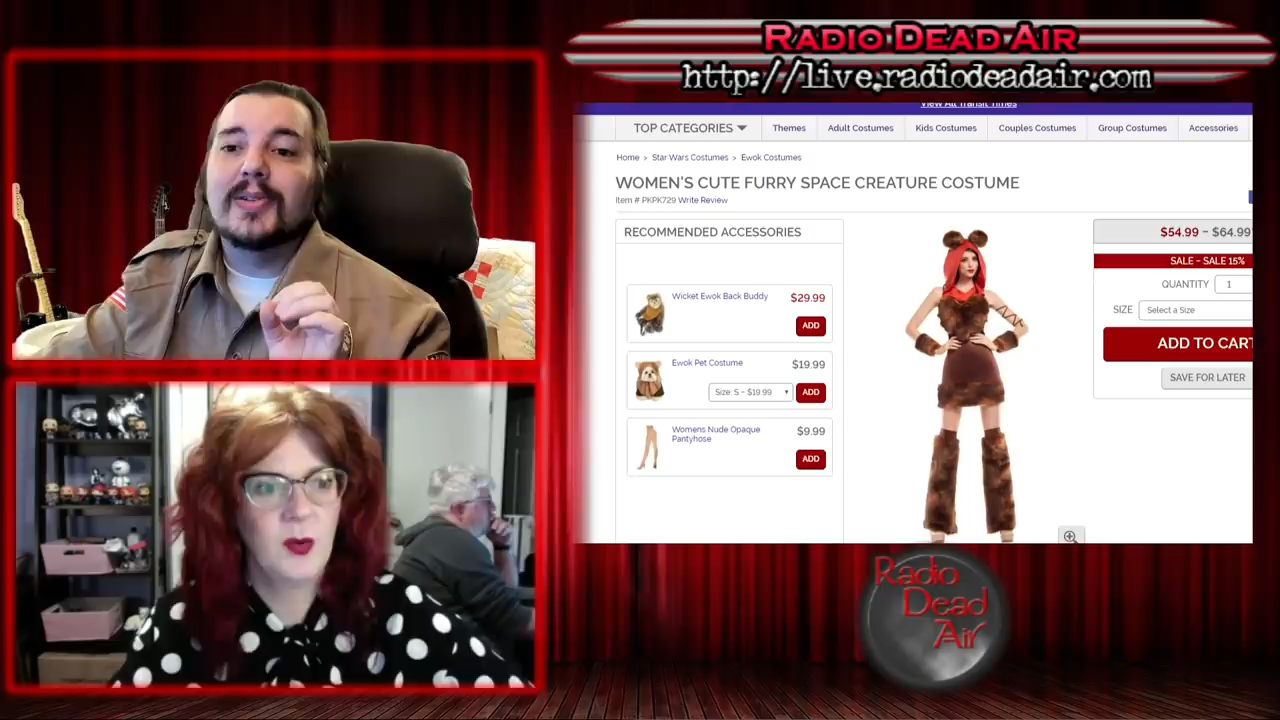 RADIO DEAD AIR
http://live.radiodeadair.com
View All Transit Times
TOP CATEGORIES
Themes
Adult Costumes
Kids Costumes
Couples Costumes
Group Costumes
Accessories
Home > Star Wars Costumes > Ewok Costumes
WOMEN'S CUTE FURRY SPACE CREATURE COSTUME
Item # PKPK729 Write Review
RECOMMENDED ACCESSORIES
Wicket Ewok Back Buddy
$29.99
ADD
Ewok Pet Costume
$19.99
Size: S - $19.99
ADD
Womens Nude Opaque
Pantyhose
$9.99
ADD
$54.99 - $64.99
SALE - SALE 15%
QUANTITY 1
SIZE Select a Size
ADD TO CART
SAVE FOR LATER
Radio
Dead
Air